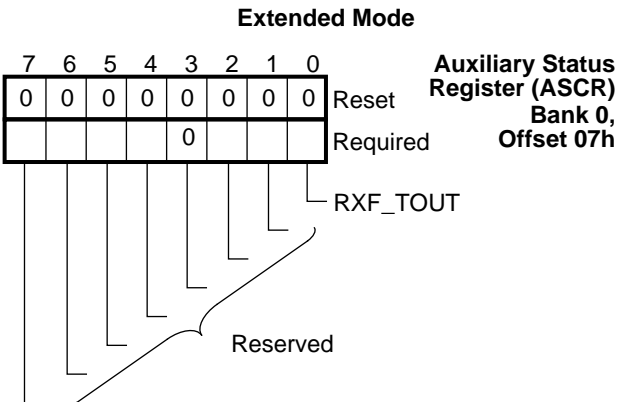 Extended Mode
7 6 5 4 3 2 1 0
Auxiliary Status
Register (ASCR)
Bank 0,
Offset 07h
0 0 0 0 0 0 0 0 Reset
0 Required
RXF_TOUT
Reserved